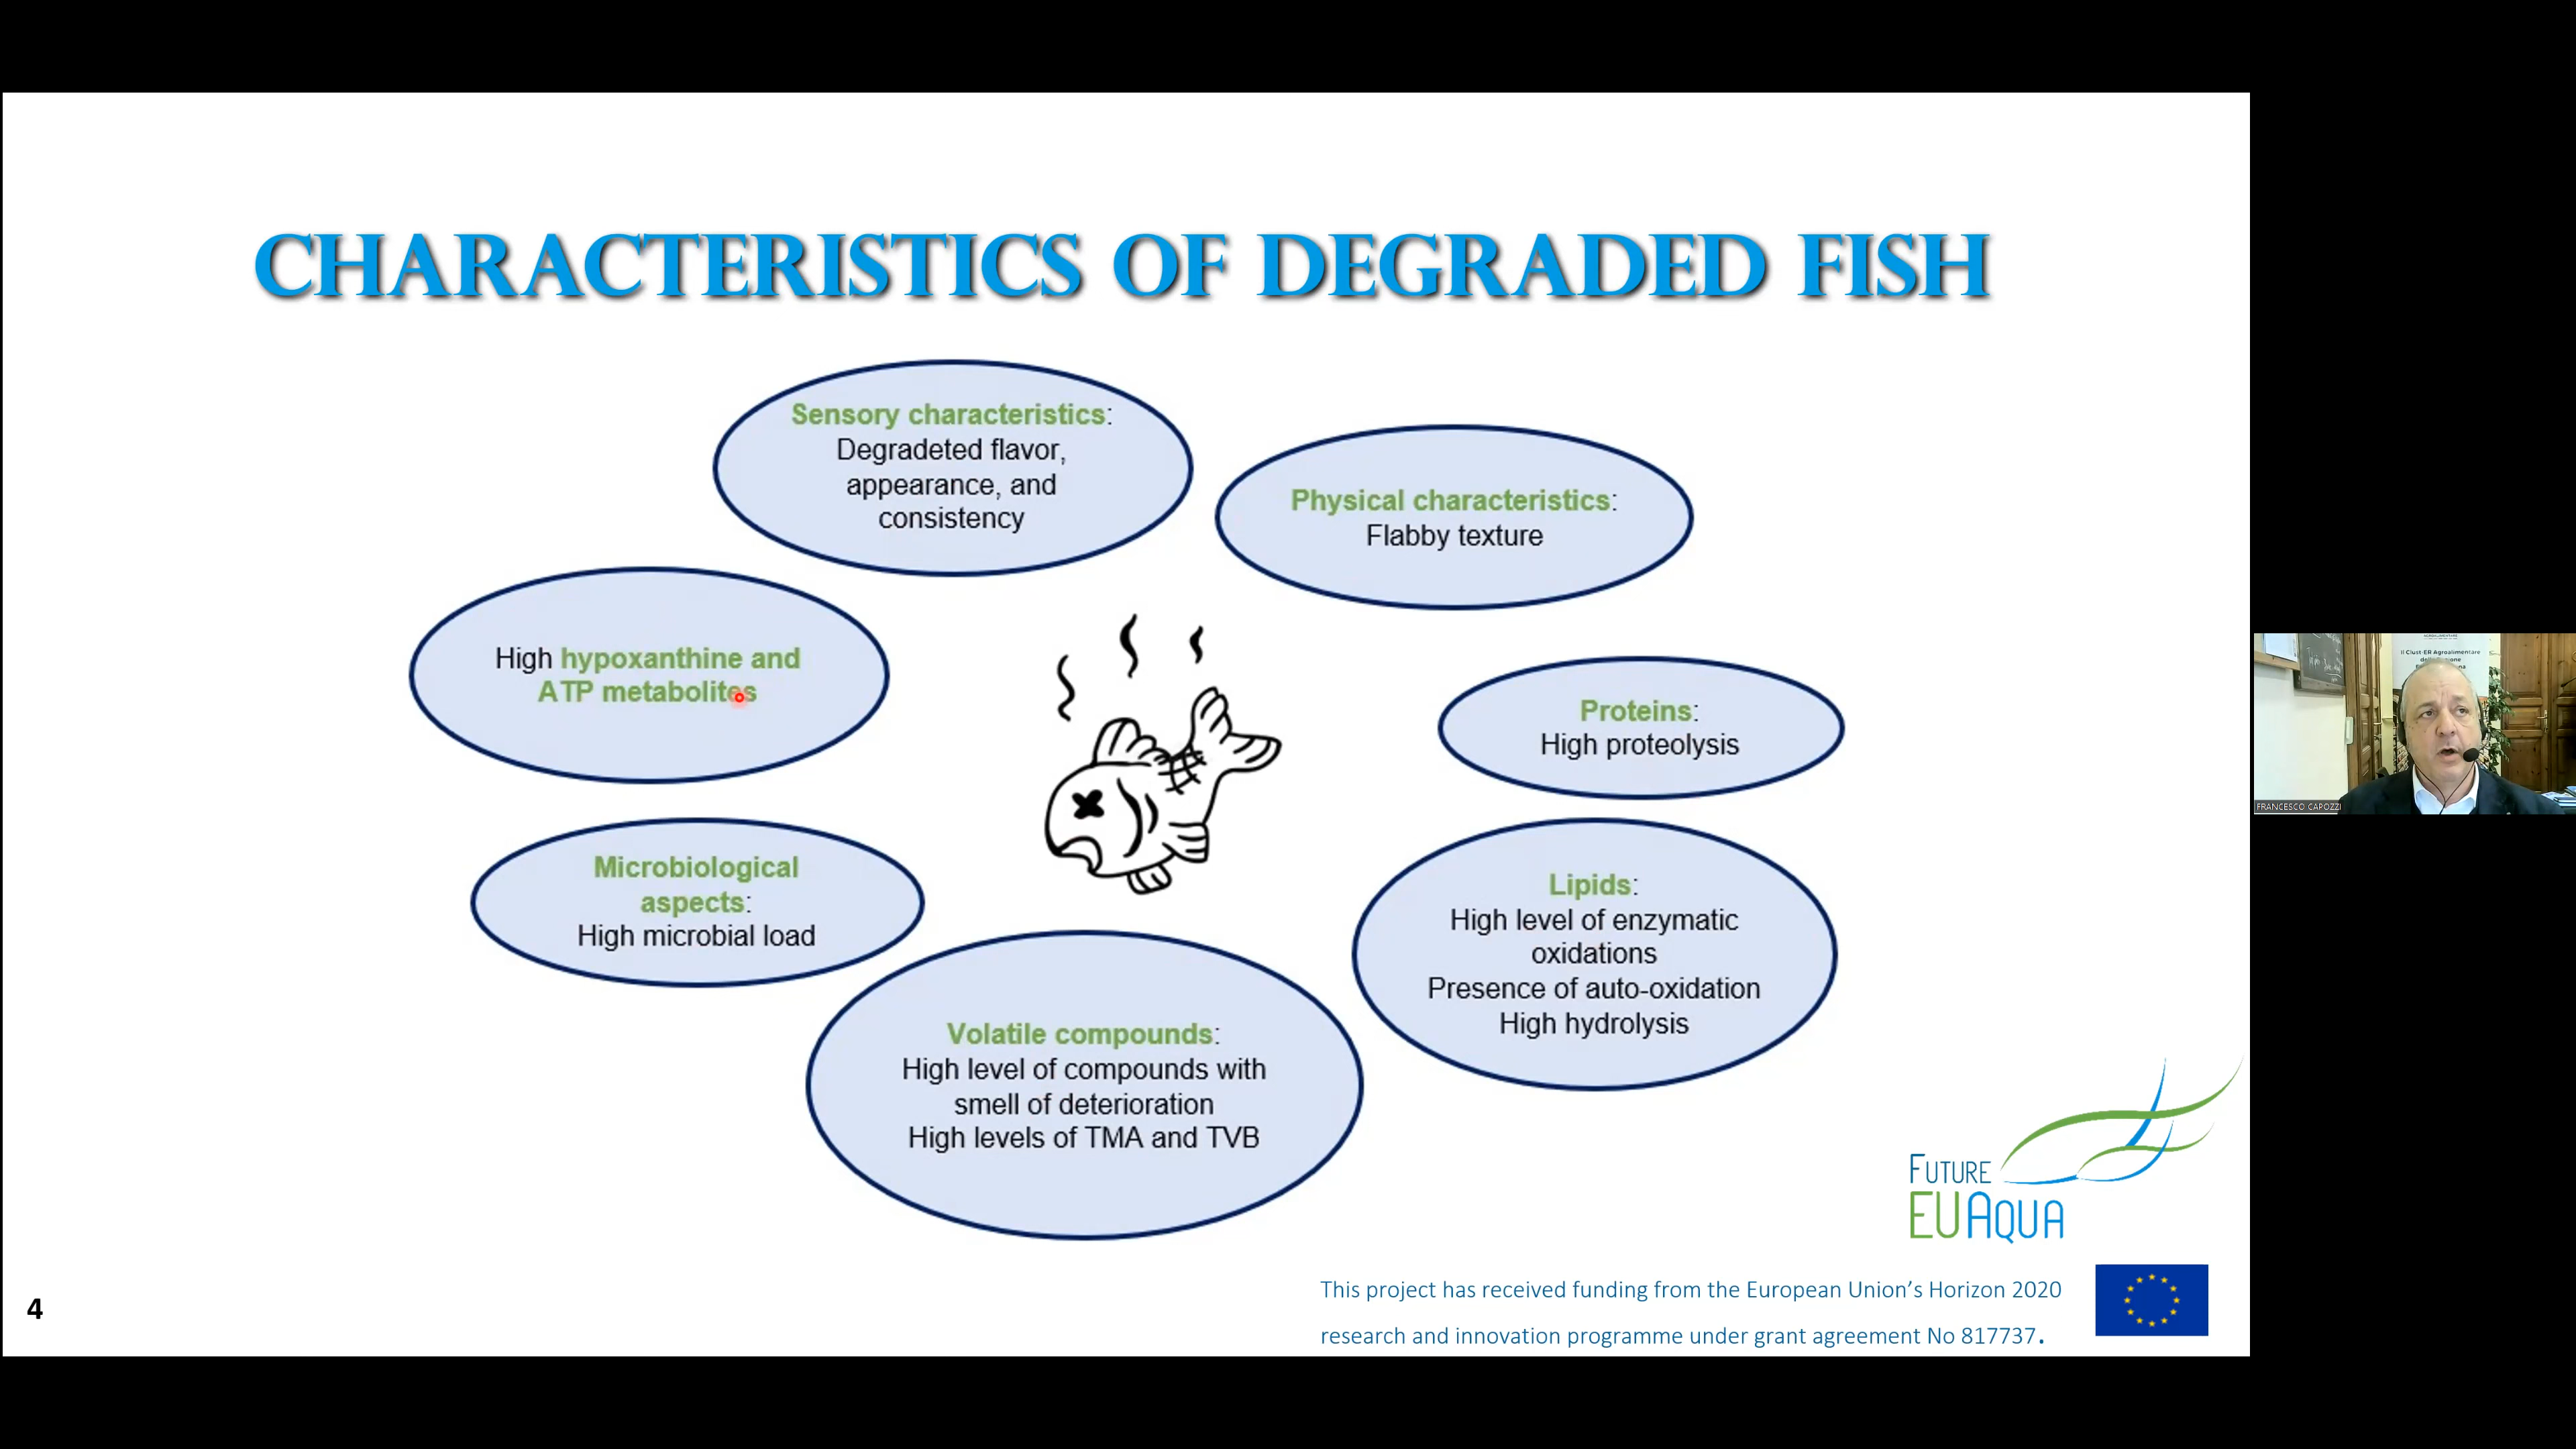 CHARACTERISTICS OF DEGRADED FISH
Sensory characteristics:
Degradeted flavor,
appearance, and
consistency
Physical characteristics:
Flabby texture
High hypoxanthine and
ATP metabolites
Proteins:
High proteolysis
Microbiological
aspects:
High microbial load
Lipids:
High level of enzymatic
oxidations
Presence of auto-oxidation
High hydrolysis
Volatile compounds:
High level of compounds with
smell of deterioration
High levels of TMA and TVB
FUTURE
EUAQUA
This project has received funding from the European Union's Horizon 2020
research and innovation programme under grant agreement No 817737.
4
Il Clust-ER Agroalimentare
FRANCESCO CAPOZZI